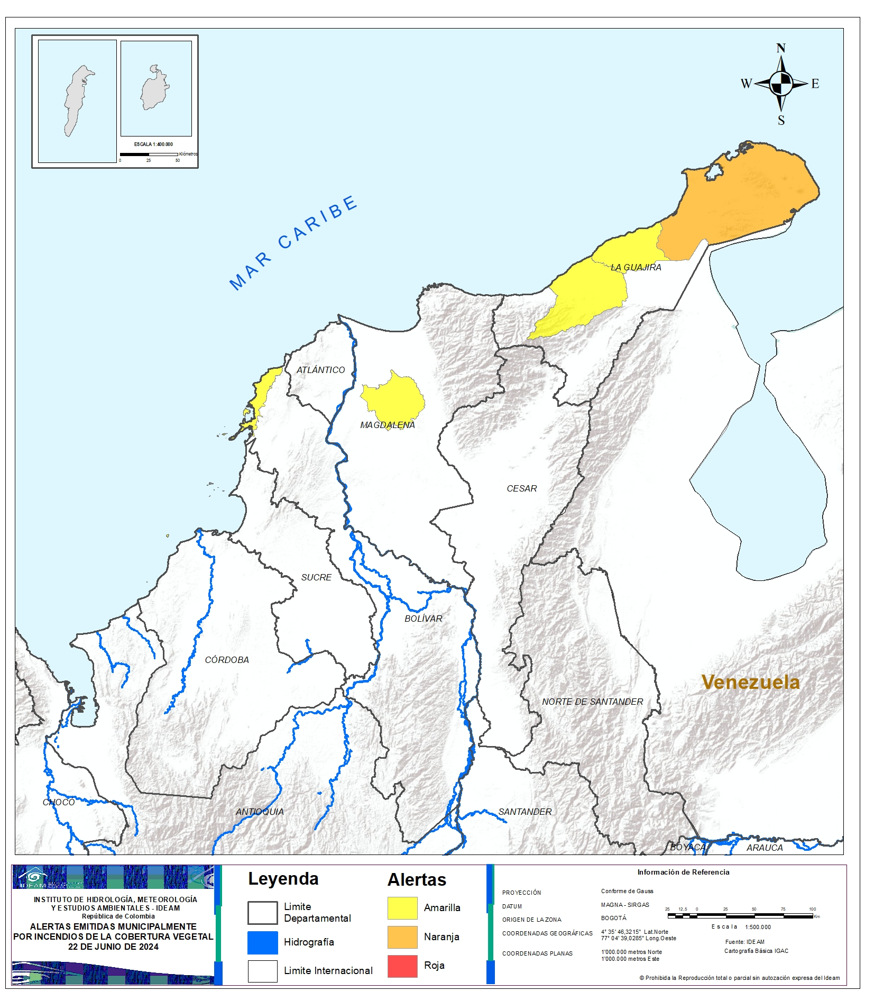 N
W
E
S
ESCALA 1:400.000
Kilómetros
0 25 50
MAR CARIBE
LA GUAJIRA
ATLÁNTICO
MAGDALENA
CESAR
SUCRE
BOLÍVAR
CÓRDOBA
Venezuela
NORTE DE SANTANDER
CHOCÓ
ANTIOQUIA
SANTANDER
BOYACÁ
ARAUCA
IDEAM
INSTITUTO DE HIDROLOGÍA, METEOROLOGÍA
Y ESTUDIOS AMBIENTALES - IDEAM
República de Colombia
ALERTAS EMITIDAS MUNICIPALMENTE
POR INCENDIOS DE LA COBERTURA VEGETAL
22 DE JUNIO DE 2024
Leyenda
Limite
Departamental
Hidrografía
Limite Internacional
Alertas
Amarilla
Naranja
Roja
Información de Referencia
PROYECCIÓN Conforme de Gauss
DATUM MAGNA - SIRGAS
ORIGEN DE LA ZONA BOGOTÁ
COORDENADAS GEOGRÁFICAS 4° 35' 46,3215" Lat.Norte
77° 04' 39,0285" Long.Oeste
COORDENADAS PLANAS 1'000.000 metros Norte
1'000.000 metros Este
25 12,5 0 25 50 75 100
Km
Escala 1:500.000
Fuente: IDEAM
Cartografía Básica IGAC
© Prohibida la Reproducción total o parcial sin autozación expresa del Ideam